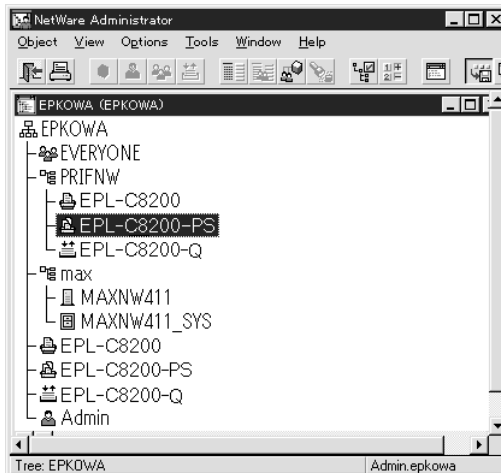 NetWare Administrator
Object View Options Tools Window Help
EPKOWA (EPKOWA)
EPKOWA
EVERYONE
PRIFNW
EPL-C8200
EPL-C8200-PS
EPL-C8200-Q
max
MAXNW411
MAXNW411_SYS
EPL-C8200
EPL-C8200-PS
EPL-C8200-Q
Admin
Tree: EPKOWA Admin.epkowa